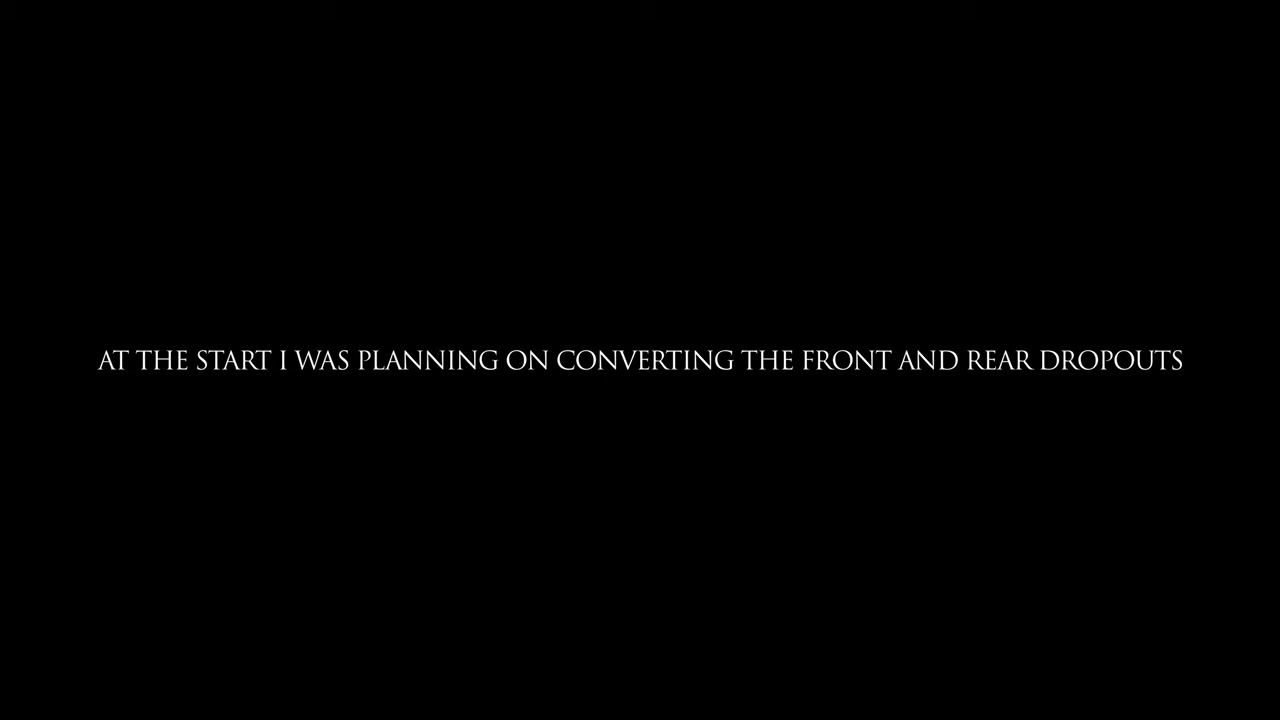 AT THE START I WAS PLANNING ON CONVERTING THE FRONT AND REAR DROPOUTS